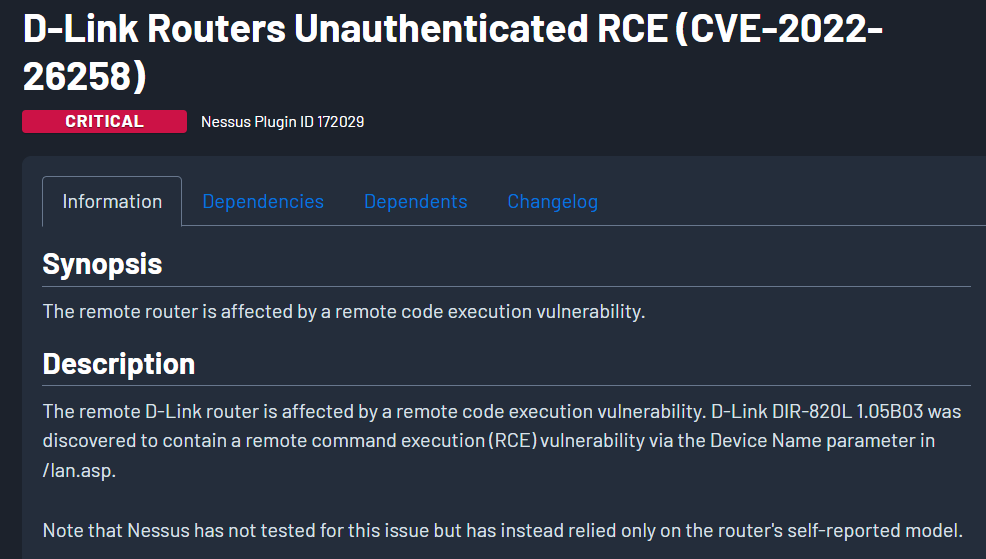 D-Link Routers Unauthenticated RCE (CVE-2022-
26258)
CRITICAL
Nessus Plugin ID 172029
Information
Dependencies
Dependents
Changelog
Synopsis
The remote router is affected by a remote code execution vulnerability.
Description
The remote D-Link router is affected by a remote code execution vulnerability. D-Link DIR-820L 1.05B03 was
discovered to contain a remote command execution (RCE) vulnerability via the Device Name parameter in
/lan.asp.
Note that Nessus has not tested for this issue but has instead relied only on the router's self-reported model.